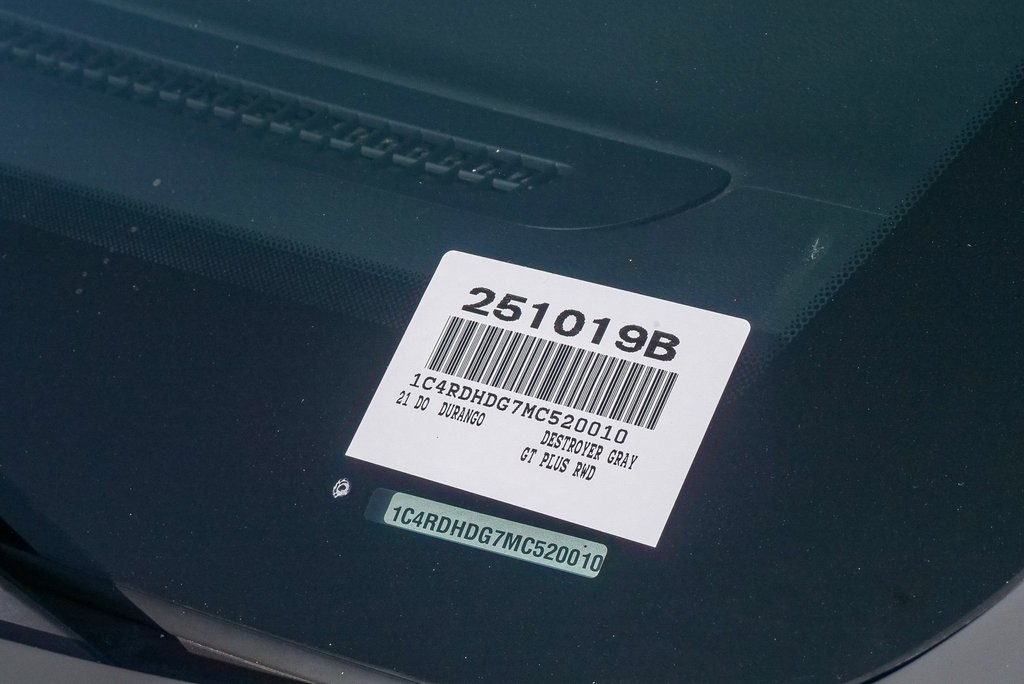 251019B
1C4RDHDG7MC520010
21 DO DURANGO
DESTROYER GRAY
GT PLUS RWD
1C4RDHDG7MC520010